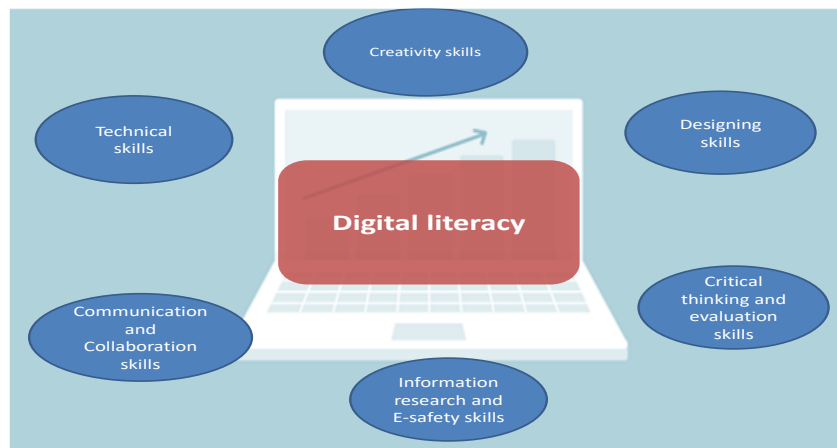 Creativity skills
Technical
skills
Designing
skills
Digital literacy
Communication
and
Collaboration
skills
Critical
thinking and
evaluation
skills
Information
research and
E-safety skills